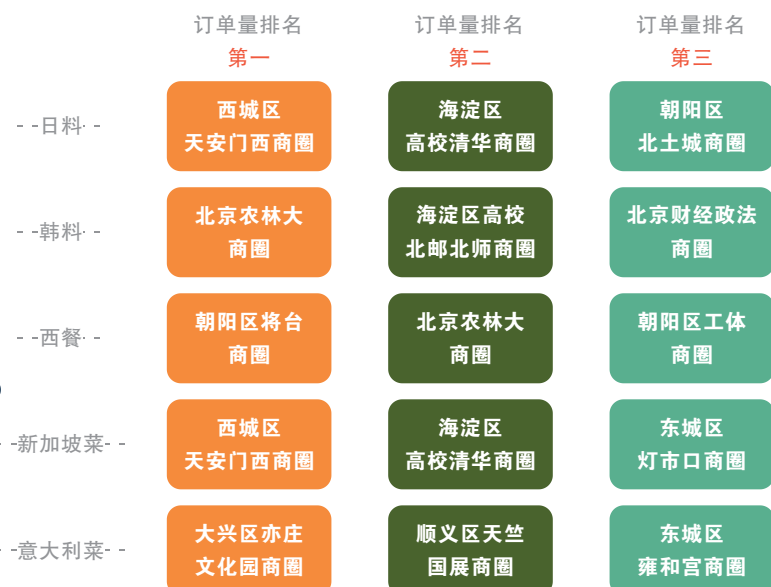 订单量排名 订单量排名 订单量排名
第一 第二 第三
日料
西城区
天安门西商圈
海淀区
高校清华商圈
朝阳区
北土城商圈
韩料
北京农林大
商圈
海淀区高校
北邮北师商圈
北京财经政法
商圈
西餐
朝阳区将台
商圈
北京农林大
商圈
朝阳区工体
商圈
新加坡菜
西城区
天安门西商圈
海淀区
高校清华商圈
东城区
灯市口商圈
意大利菜
大兴区亦庄
文化园商圈
顺义区天竺
国展商圈
东城区
雍和宫商圈